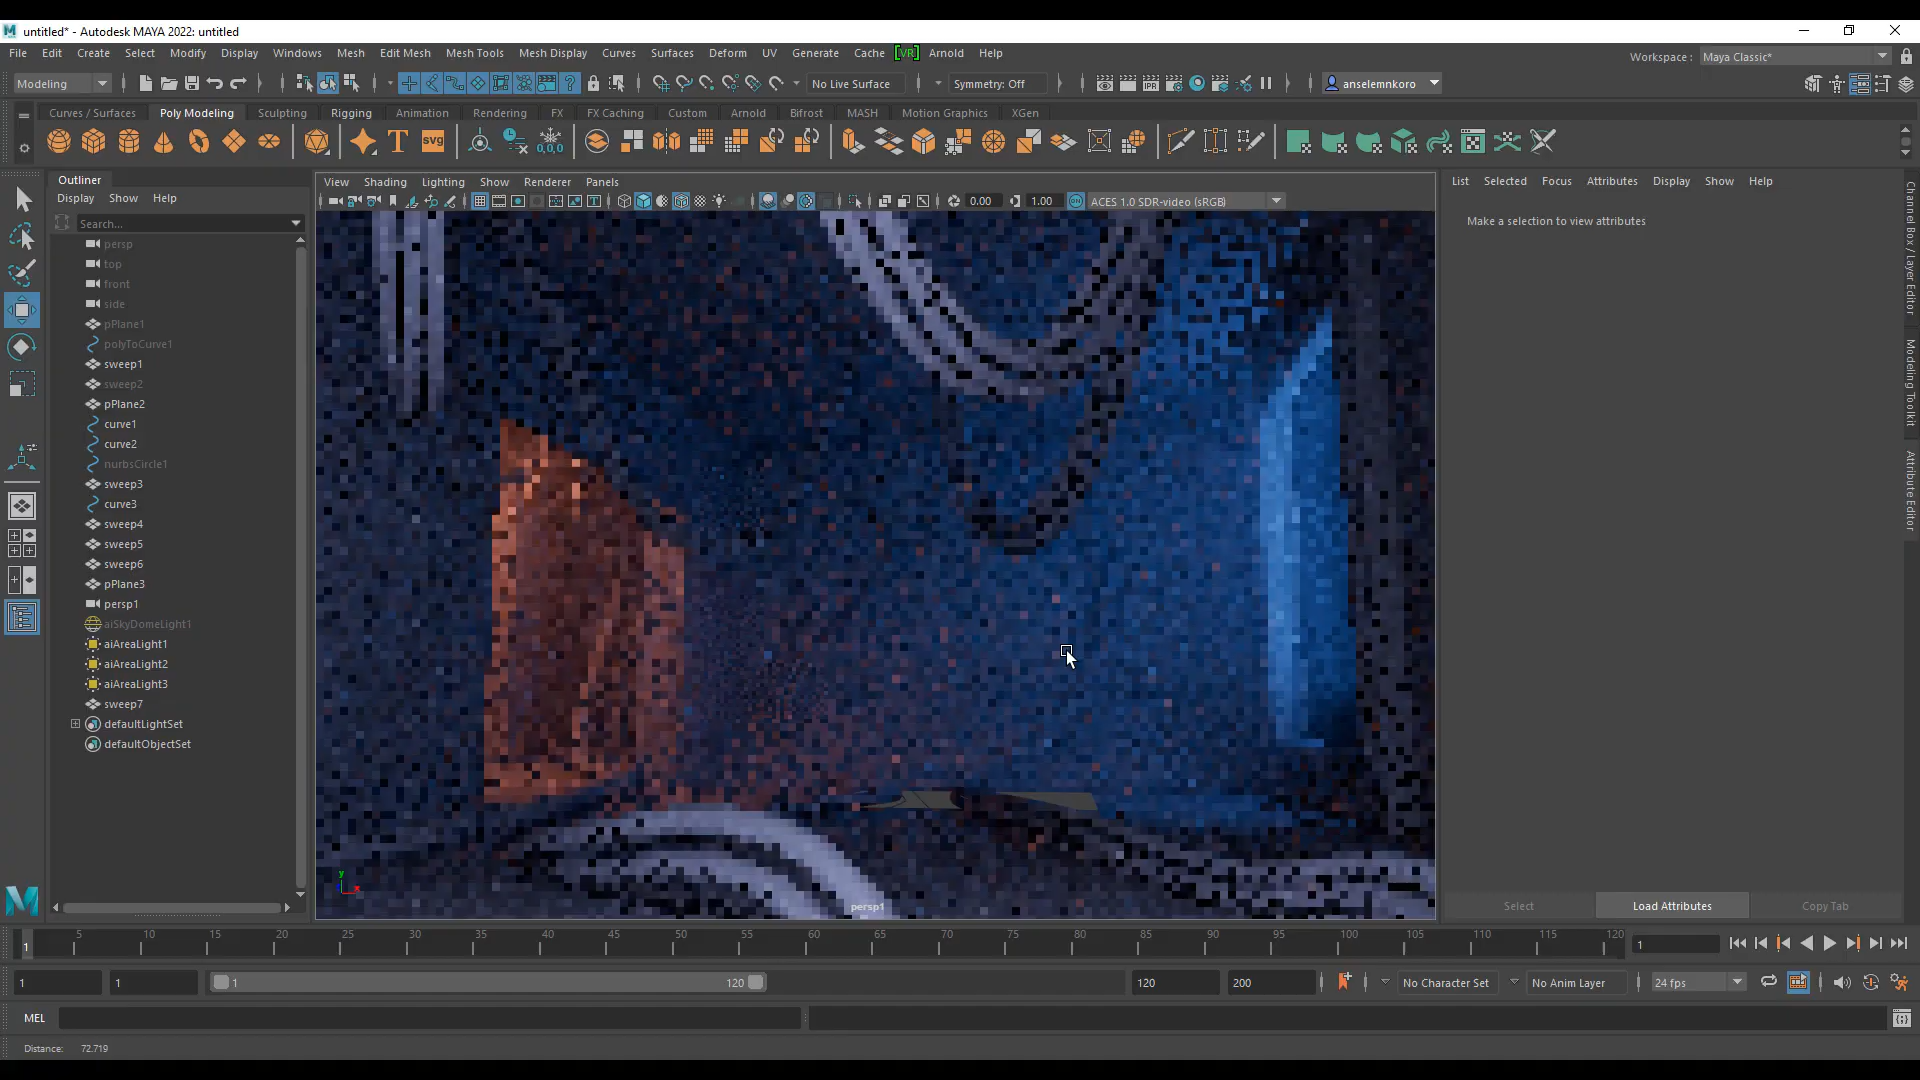 untitled* - Autodesk MAYA 2022: untitled
File Edit Create Select Modify Display Windows Mesh Edit Mesh Mesh Tools Mesh Display Curves Surfaces Deform UV Generate Cache [VR] Arnold Help
Workspace : Maya Classic*
Modeling No Live Surface Symmetry: Off IPR anselemnkoro
Curves / Surfaces Poly Modeling Sculpting Rigging Animation Rendering FX FX Caching Custom Arnold Bifrost MASH Motion Graphics XGen
T SVG 0,0,0
Outliner
Display Show Help
Search...
persp
top
front
side
pPlane1
polyToCurve1
sweep1
sweep2
pPlane2
curve1
curve2
nurbsCircle1
sweep3
curve3
sweep4
sweep5
sweep6
pPlane3
persp1
aiSkyDomeLight1
aiAreaLight1
aiAreaLight2
aiAreaLight3
sweep7
defaultLightSet
defaultObjectSet
View Shading Lighting Show Renderer Panels
0.00 1.00 ACES 1.0 SDR-video (sRGB)
y
x
persp1
List Selected Focus Attributes Display Show Help
Make a selection to view attributes
Channel Box / Layer Editor
Modeling Toolkit
Attribute Editor
Select Load Attributes Copy Tab
1 5 10 15 20 25 30 35 40 45 50 55 60 65 70 75 80 85 90 95 100 105 110 115 120
1
1 1 1 120 120 200 No Character Set No Anim Layer 24 fps
MEL
Distance: 72.719